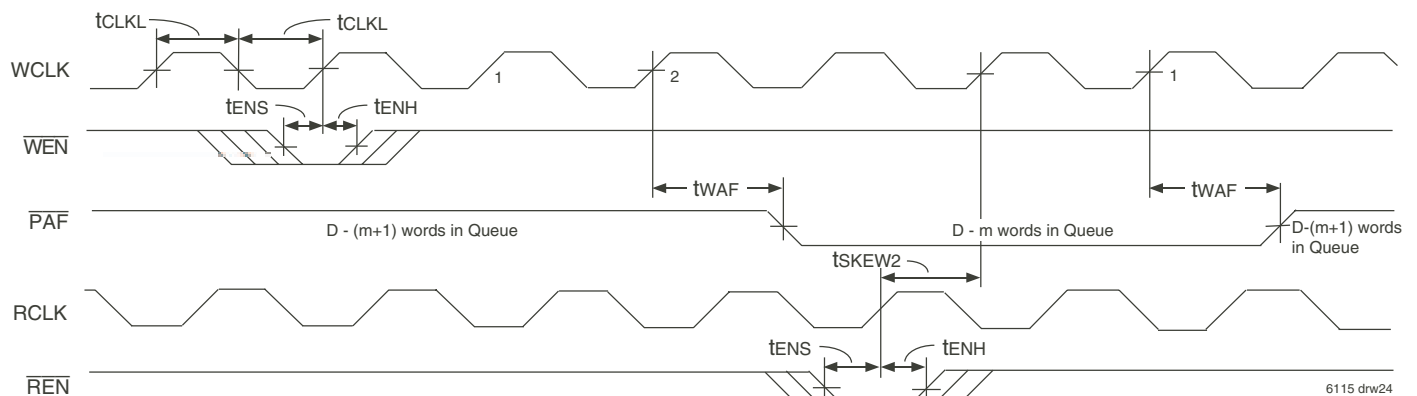 tCLKL tCLKL
WCLK 1 2 1
tENS tENH
WEN
tWAF tWAF
PAF
D - (m+1) words in Queue D - m words in Queue D-(m+1) words
in Queue
tSKEW2
RCLK
tENS tENH
REN
6115 drw24